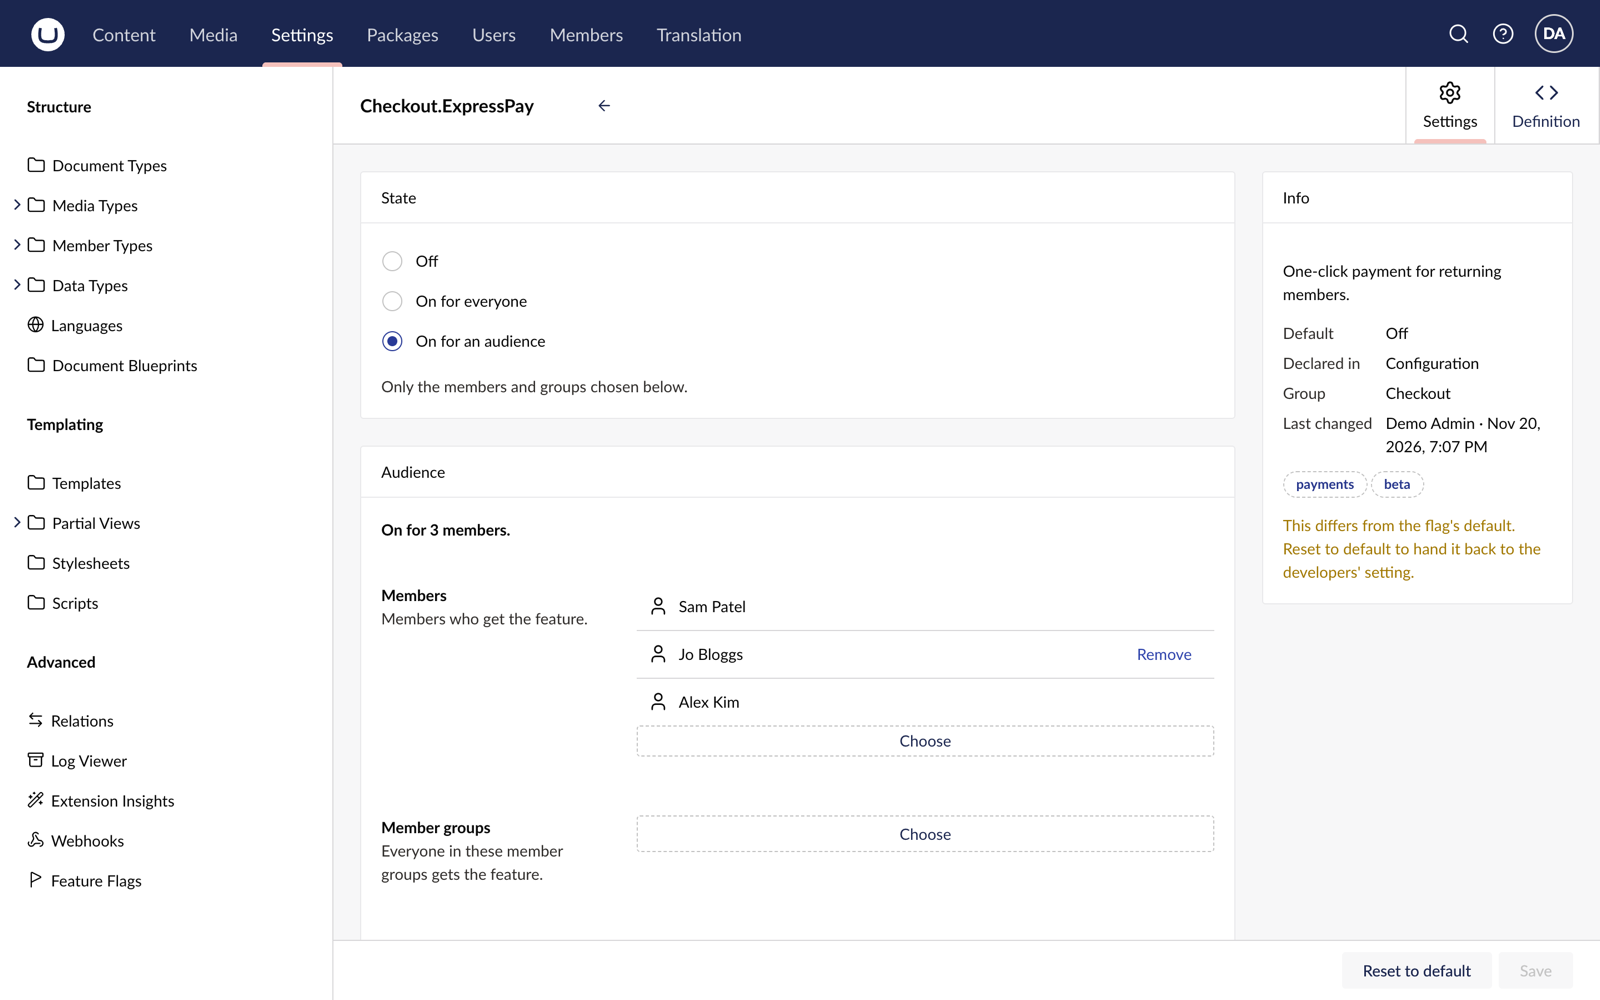 Content
Media
Settings
Packages
Users
Members
Translation
DA
Structure
Document Types
Media Types
Member Types
Data Types
Languages
Document Blueprints
Templating
Templates
Partial Views
Stylesheets
Scripts
Advanced
Relations
Log Viewer
Extension Insights
Webhooks
Feature Flags
Checkout.ExpressPay
Settings
Definition
State
Off
On for everyone
On for an audience
Only the members and groups chosen below.
Audience
On for 3 members.
Members
Members who get the feature.
Sam Patel
Jo Bloggs
Remove
Alex Kim
Choose
Member groups
Everyone in these member
groups gets the feature.
Choose
Info
One-click payment for returning
members.
Default Off
Declared in Configuration
Group Checkout
Last changed Demo Admin · Nov 20,
2026, 7:07 PM
payments
beta
This differs from the flag's default.
Reset to default to hand it back to the
developers' setting.
Reset to default
Save